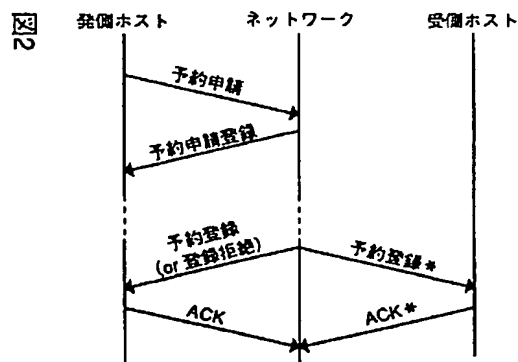 図2
発側ホスト
ネットワーク
受側ホスト
予約申請
予約申請登録
予約登録
(or 登録拒絶)
予約登録*
ACK
ACK*